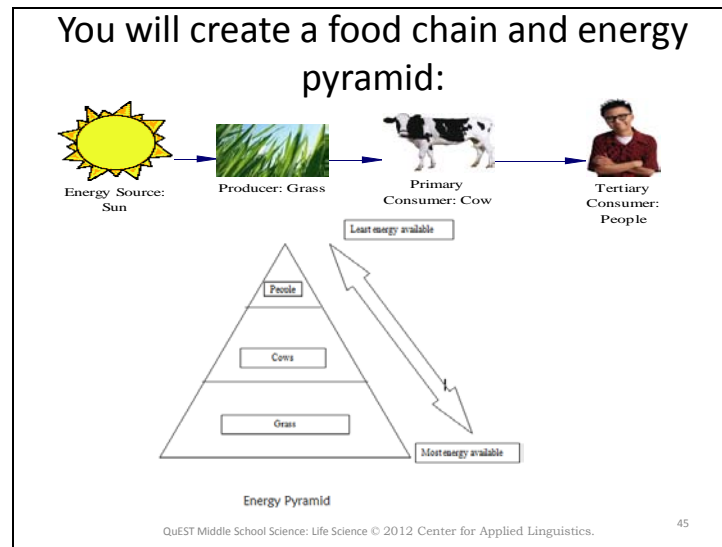 You will create a food chain and energy
pyramid:
Energy Source:
Sun
Producer: Grass
Primary
Consumer: Cow
Tertiary
Consumer:
People
Least energy available
People
Cows
Grass
Most energy available
Energy Pyramid
QuEST Middle School Science: Life Science © 2012 Center for Applied Linguistics.
45